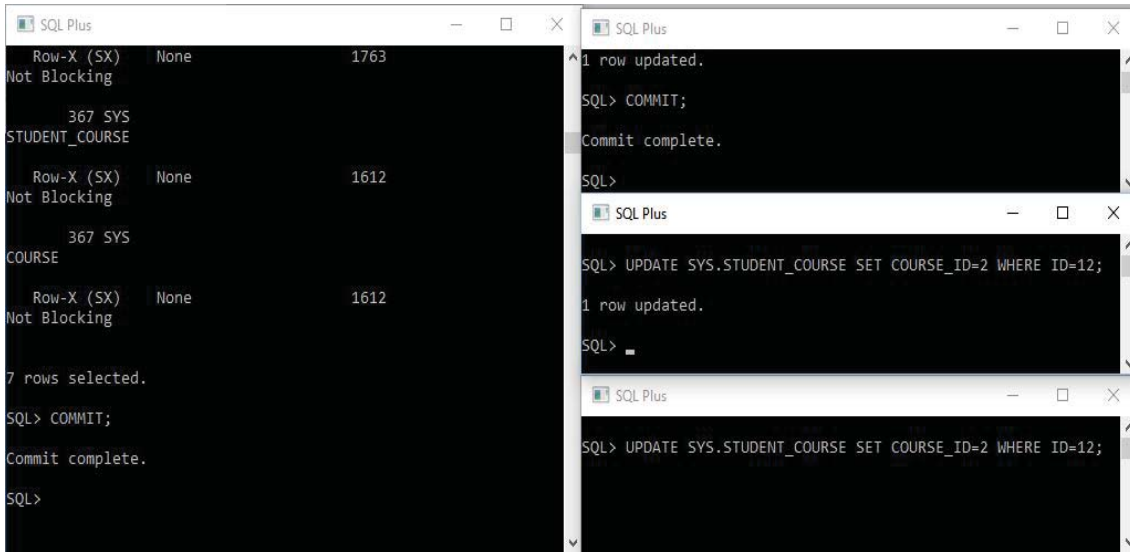 SQL Plus
Row-X (SX) None 1763
Not Blocking
367 SYS
STUDENT_COURSE
Row-X (SX) None 1612
Not Blocking
367 SYS
COURSE
Row-X (SX) None 1612
Not Blocking
7 rows selected.
SQL> COMMIT;
Commit complete.
SQL>
SQL Plus
1 row updated.
SQL> COMMIT;
Commit complete.
SQL>
SQL Plus
SQL> UPDATE SYS.STUDENT_COURSE SET COURSE_ID=2 WHERE ID=12;
1 row updated.
SQL>
SQL Plus
SQL> UPDATE SYS.STUDENT_COURSE SET COURSE_ID=2 WHERE ID=12;